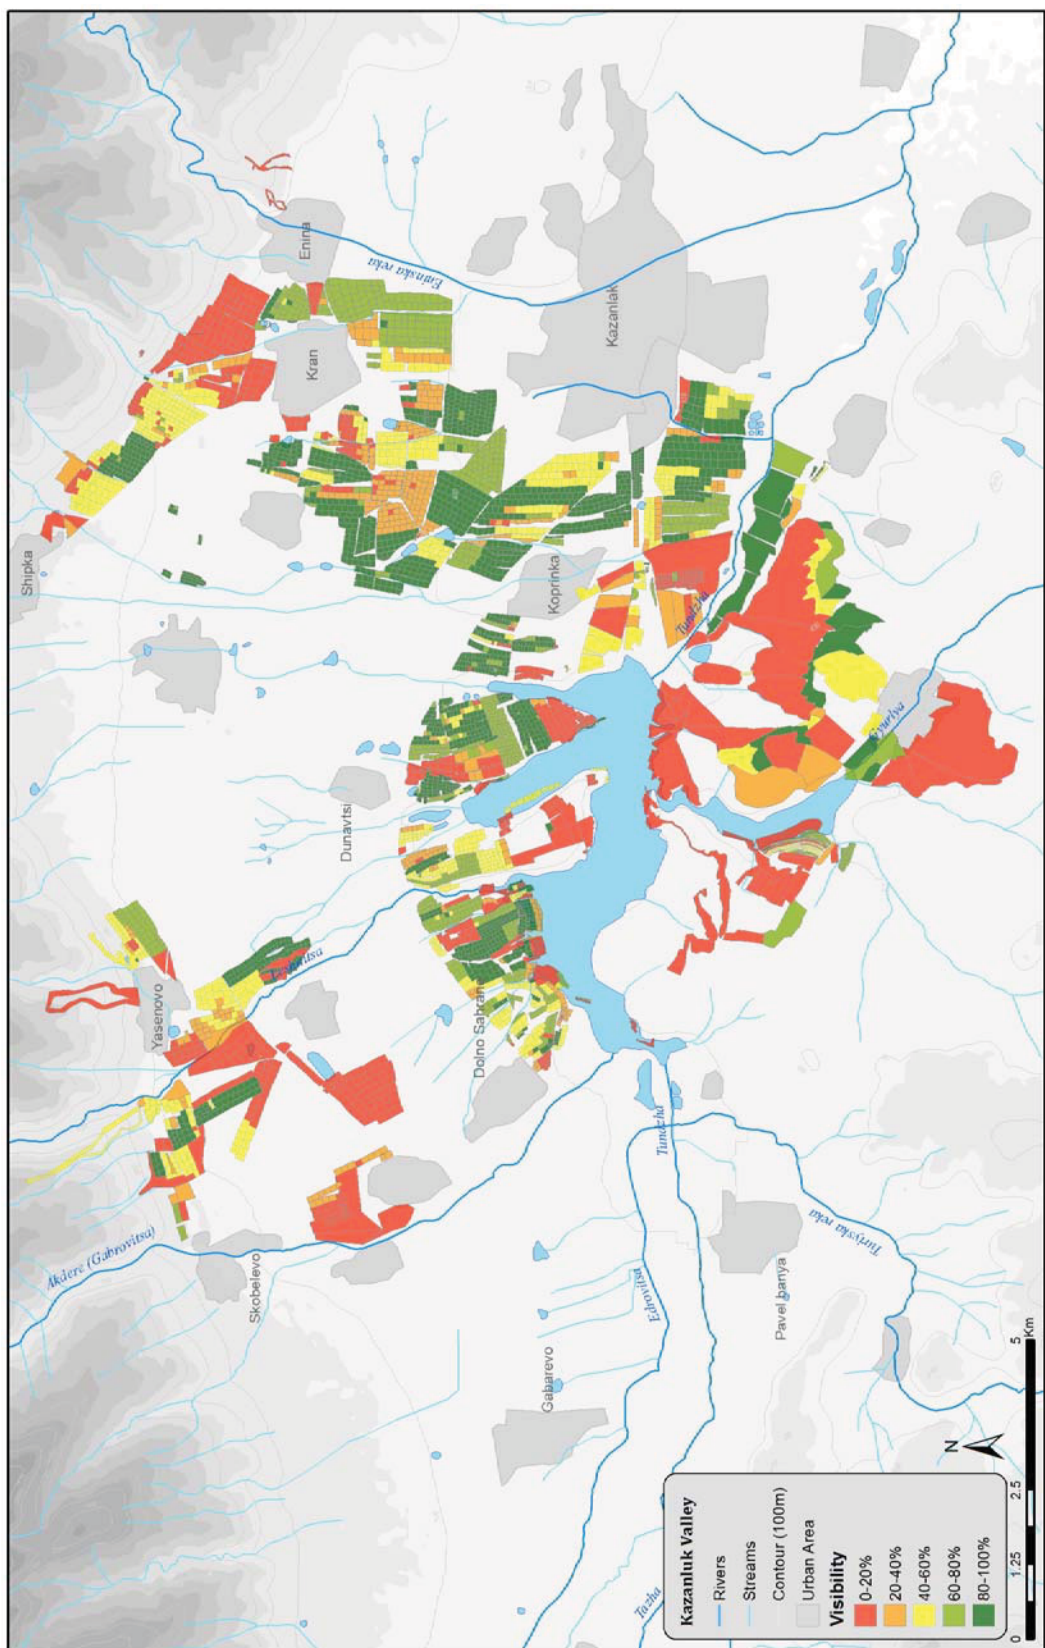 Shipka
Enina
Kran
Eninska reka
Kazanlak
Koprinka
Tundzha
Dunavtsi
Yasenovo
Dolno Sabrane
Akdere (Gabrovitsa)
Skobelevo
Tundzha
Edrovitsa
Gabarevo
Pavel banya
Turiyska reka
Tazha
Kazanluk Valley
Rivers
Streams
Contour (100m)
Urban Area
Visibility
0-20%
20-40%
40-60%
60-80%
80-100%
N
0 1.25 2.5 5
Km